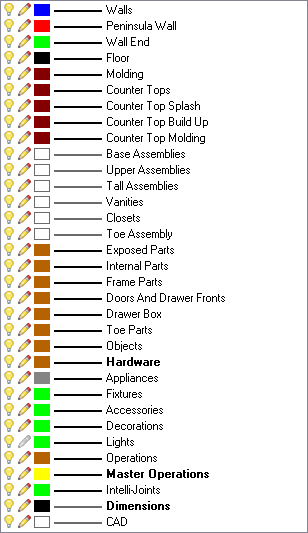 Walls
Peninsula Wall
Wall End
Floor
Molding
Counter Tops
Counter Top Splash
Counter Top Build Up
Counter Top Molding
Base Assemblies
Upper Assemblies
Tall Assemblies
Vanities
Closets
Toe Assembly
Exposed Parts
Internal Parts
Frame Parts
Doors And Drawer Fronts
Drawer Box
Toe Parts
Objects
Hardware
Appliances
Fixtures
Accessories
Decorations
Lights
Operations
Master Operations
Intelli-Joints
Dimensions
CAD